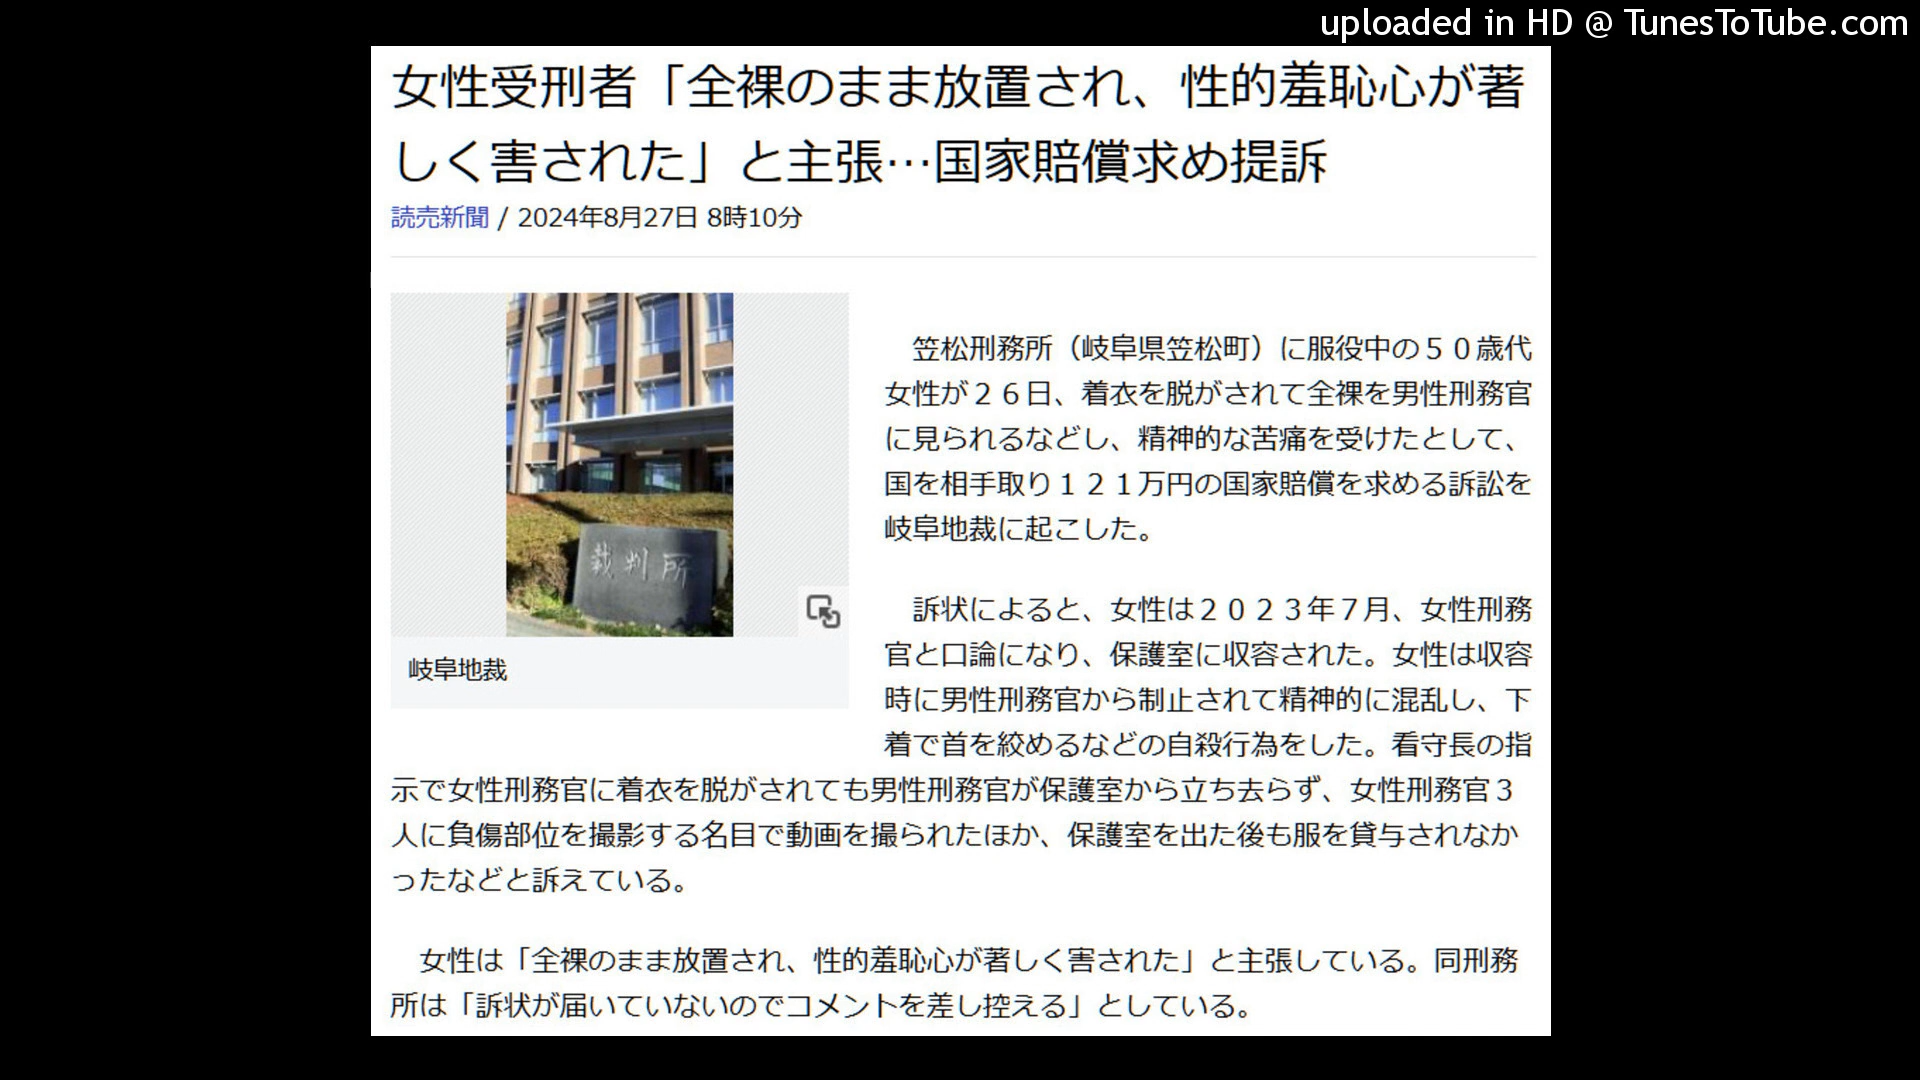 uploaded in HD @ TunesToTube.com
女性受刑者「全裸のまま放置され、性的羞恥心が著
しく害された」と主張…国家賠償求め提訴
読売新聞 / 2024年8月27日 8時10分
裁判所
岐阜地裁
笠松刑務所（岐阜県笠松町）に服役中の５０歳代
女性が２６日、着衣を脱がされて全裸を男性刑務官
に見られるなどし、精神的な苦痛を受けたとして、
国を相手取り１２１万円の国家賠償を求める訴訟を
岐阜地裁に起こした。
訴状によると、女性は２０２３年７月、女性刑務
官と口論になり、保護室に収容された。女性は収容
時に男性刑務官から制止されて精神的に混乱し、下
着で首を絞めるなどの自殺行為をした。看守長の指
示で女性刑務官に着衣を脱がされても男性刑務官が保護室から立ち去らず、女性刑務官３
人に負傷部位を撮影する名目で動画を撮られたほか、保護室を出た後も服を貸与されなか
ったなどと訴えている。
女性は「全裸のまま放置され、性的羞恥心が著しく害された」と主張している。同刑務
所は「訴状が届いていないのでコメントを差し控える」としている。